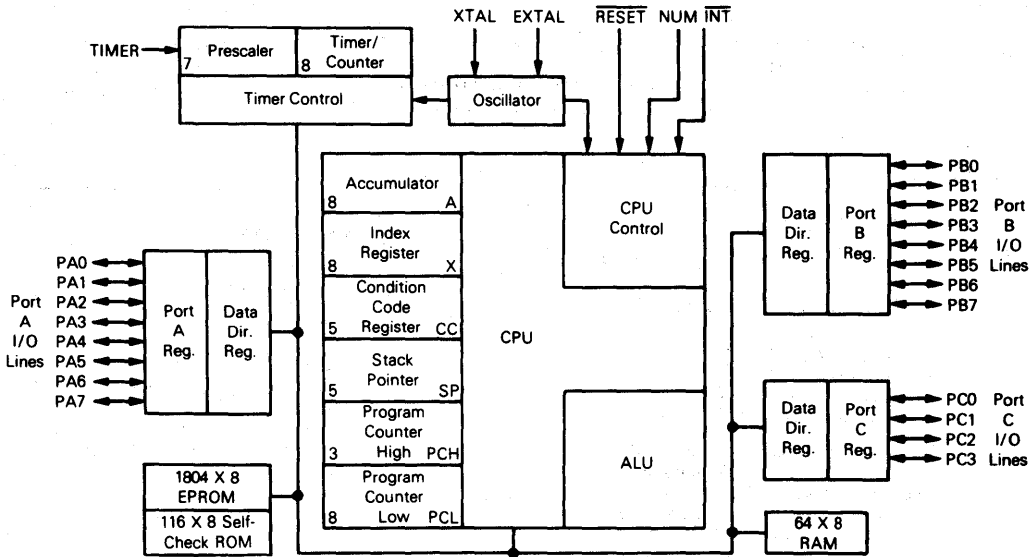 XTAL EXTAL RESET NUM INT
TIMER
Prescaler
7
Timer/
Counter
8
Timer Control
Oscillator
Accumulator
8 A
Index
Register
8 X
Condition
Code
Register
5 CC
Stack
Pointer
5 SP
Program
Counter
High
3 PCH
Program
Counter
Low
8 PCL
CPU
CPU
Control
ALU
Port
A
I/O
Lines
PA0
PA1
PA2
PA3
PA4
PA5
PA6
PA7
Port
A
Reg.
Data
Dir.
Reg.
1804 X 8
EPROM
116 X 8 Self-
Check ROM
Data
Dir.
Reg.
Port
B
Reg.
PB0
PB1
PB2
PB3
PB4
PB5
PB6
PB7
Port
B
I/O
Lines
Data
Dir.
Reg.
Port
C
Reg.
PC0
PC1
PC2
PC3
Port
C
I/O
Lines
64 X 8
RAM